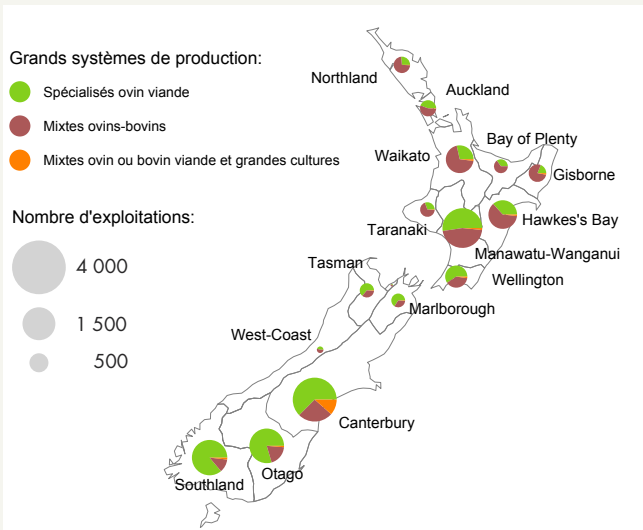 Grands systèmes de production:
Spécialisés ovin viande
Mixtes ovins-bovins
Mixtes ovin ou bovin viande et grandes cultures
Nombre d'exploitations:
4 000
1 500
500
Northland
Auckland
Bay of Plenty
Waikato
Gisborne
Hawkes's Bay
Taranaki
Manawatu-Wanganui
Wellington
Tasman
Marlborough
West-Coast
Canterbury
Otago
Southland